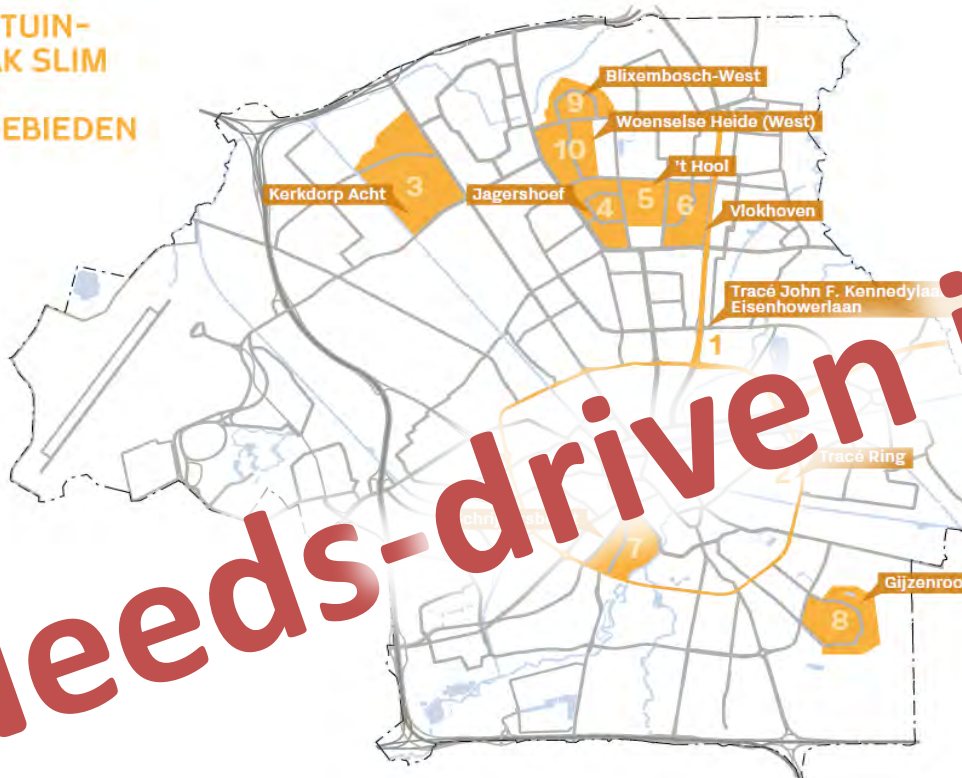 TUIN-
AK SLIM
EBIEDEN
Blixembosch-West
9
Woenselse Heide (West)
10
't Hool
3
Kerkdorp Acht
Jagershoef
4
5
6
Vlokhoven
Tracé John F. Kennedylaa
Eisenhowerlaan
1
Needs-driven i
Tracé Ring
2
7
8
Gijzenroo